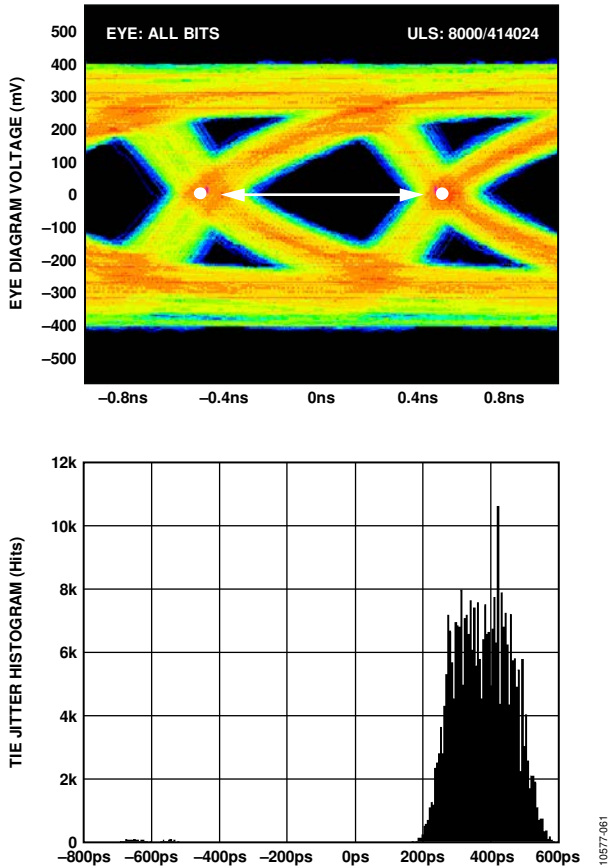 EYE: ALL BITS ULS: 8000/414024
EYE DIAGRAM VOLTAGE (mV)
500
400
300
200
100
0
–100
–200
–300
–400
–500
–0.8ns –0.4ns 0ns 0.4ns 0.8ns
TIE JITTER HISTOGRAM (Hits)
12k
10k
8k
6k
4k
2k
0
–800ps –600ps –400ps –200ps 0ps 200ps 400ps 600ps
10577-061